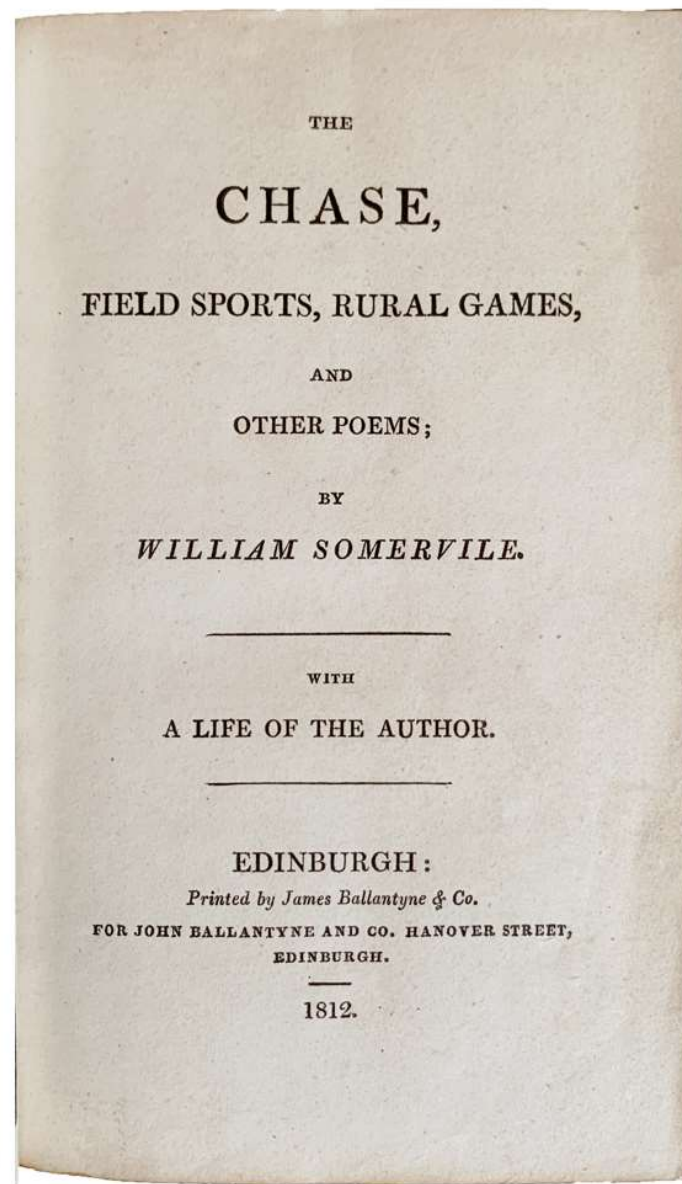 THE
CHASE,
FIELD SPORTS, RURAL GAMES,
AND
OTHER POEMS;
BY
WILLIAM SOMERVILE.
WITH
A LIFE OF THE AUTHOR.
EDINBURGH:
Printed by James Ballantyne & Co.
FOR JOHN BALLANTYNE AND CO. HANOVER STREET,
EDINBURGH.
1812.